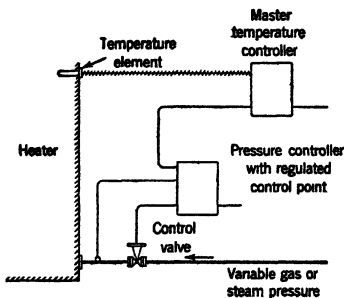 Master
temperature
controller
Temperature
element
Heater
Pressure controller
with regulated
control point
Control
valve
Variable gas or
steam pressure